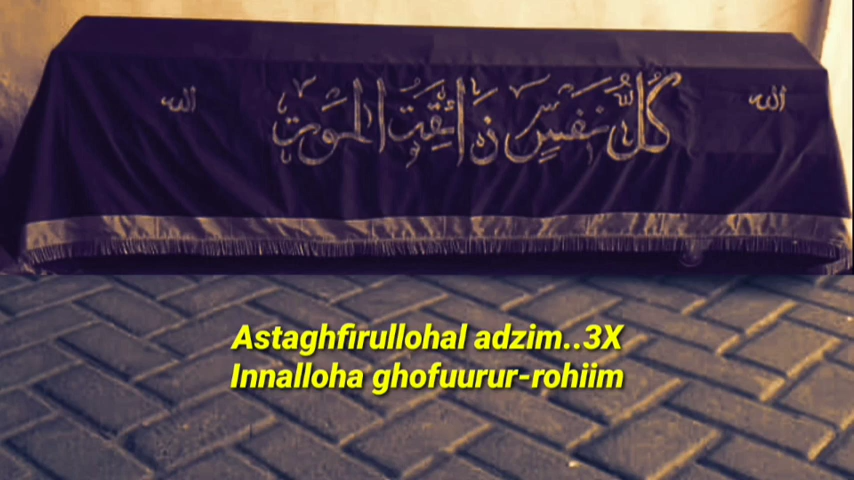 الله كُلُّ نَفْسٍ ذَائِقَةُ الْمَوْتِ الله
Astaghfirullohal adzim..3X
Innalloha ghofuurur-rohiim